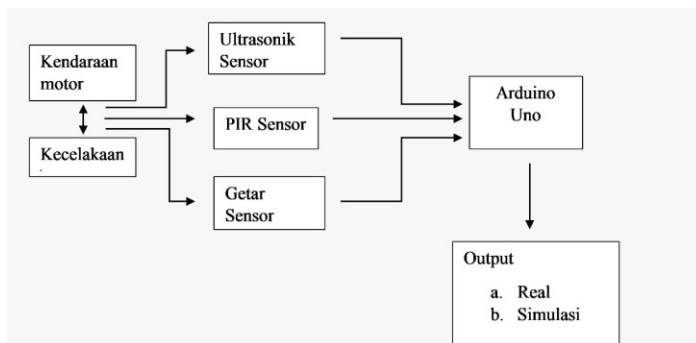 Kendaraan
motor
Kecelakaan
Ultrasonik
Sensor
PIR Sensor
Getar
Sensor
Arduino
Uno
Output
a. Real
b. Simulasi